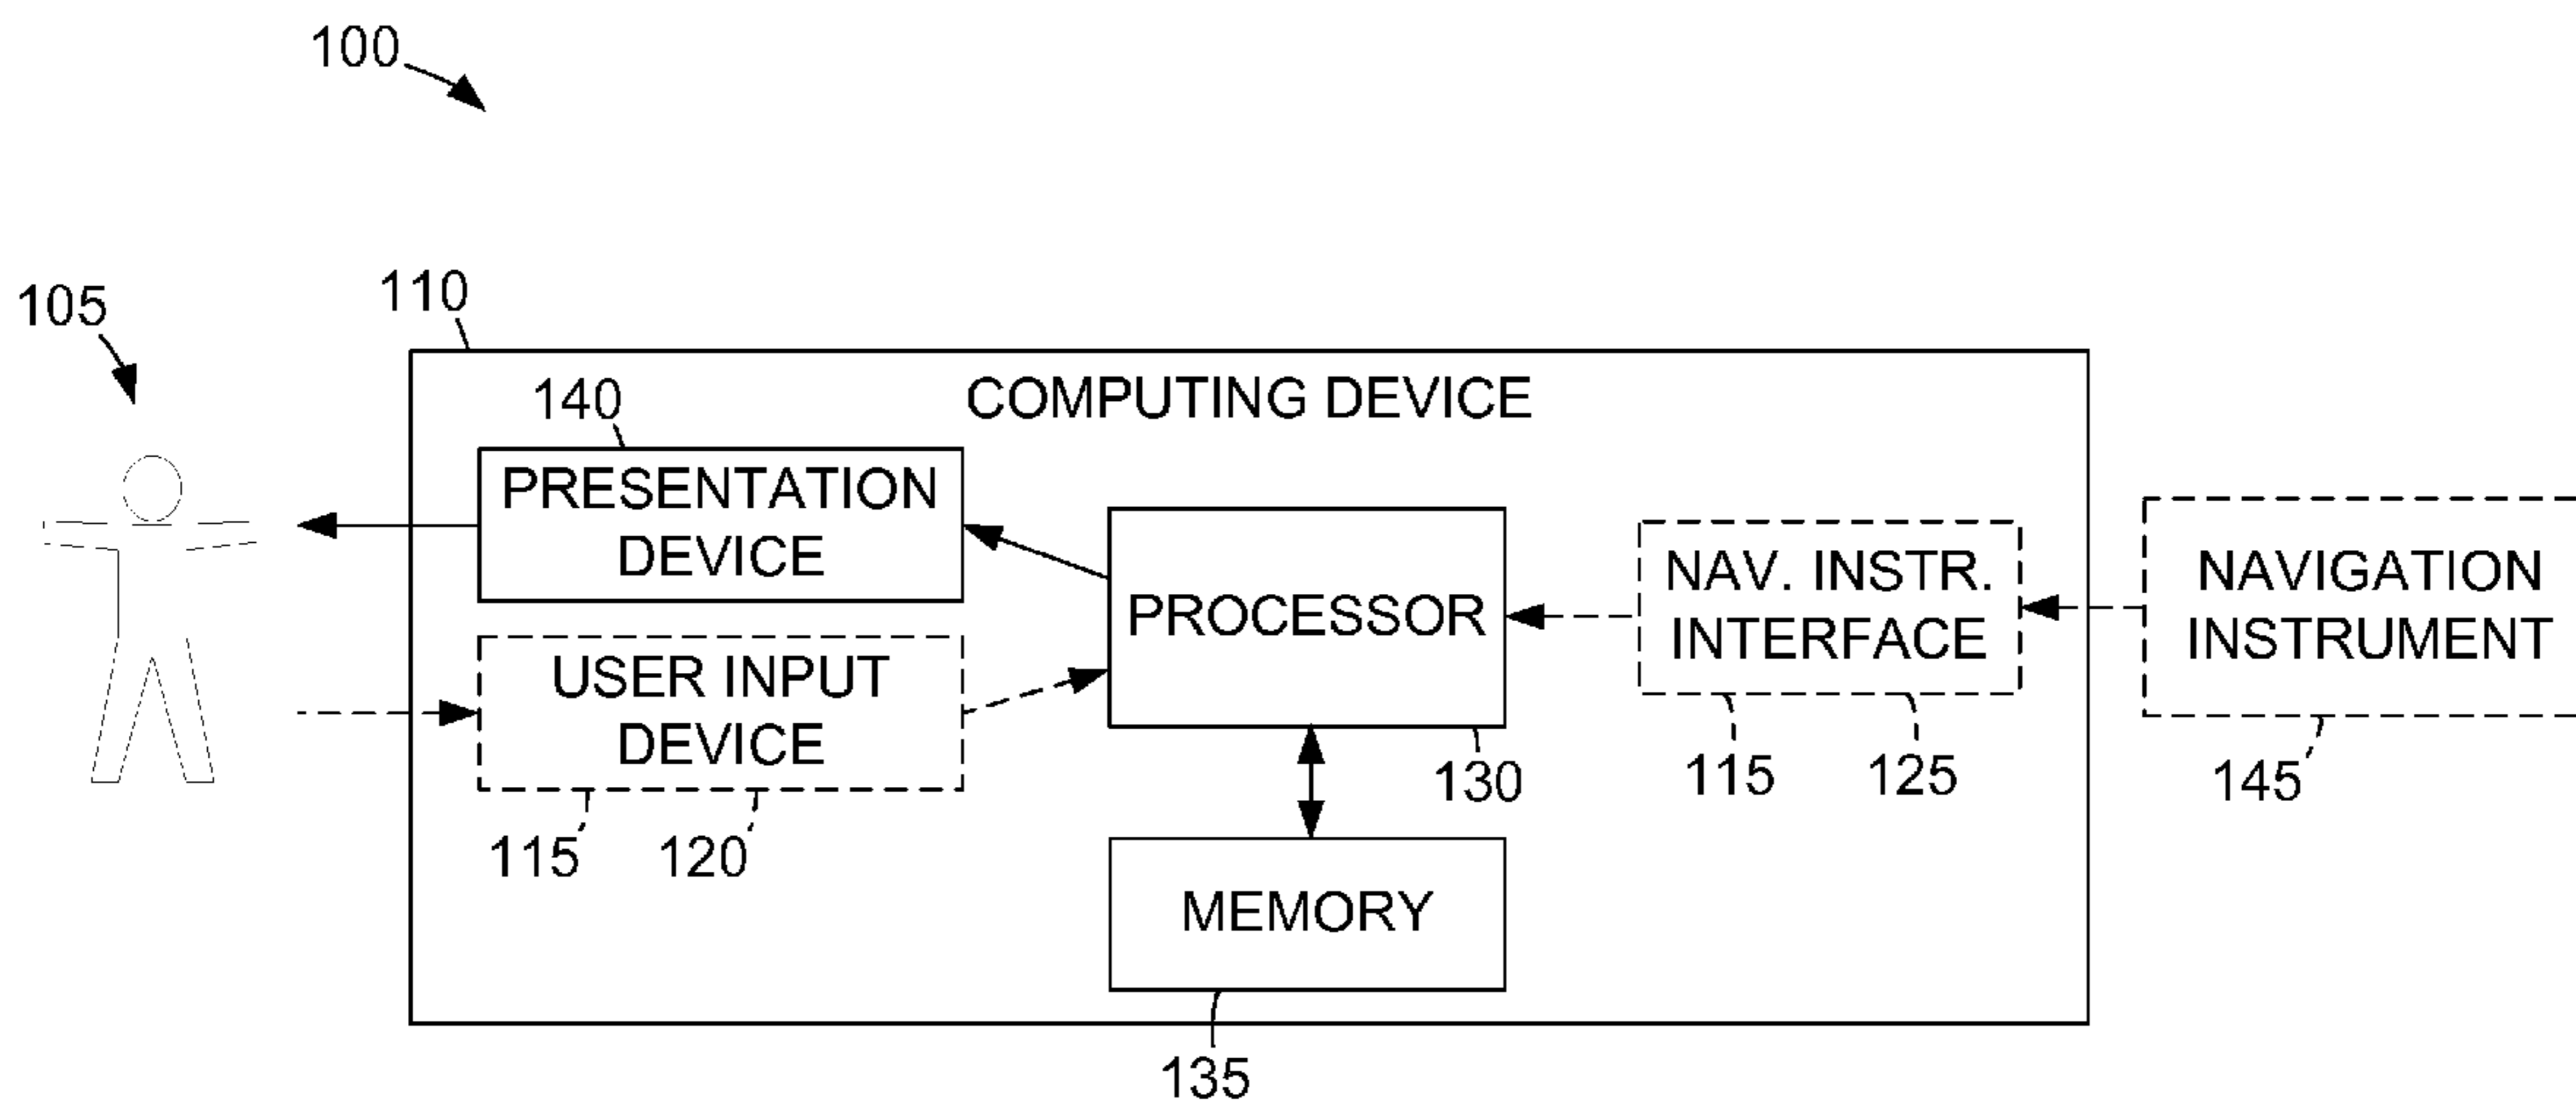 100
105
110
COMPUTING DEVICE
140
PRESENTATION
DEVICE
USER INPUT
DEVICE
115
120
PROCESSOR
130
MEMORY
135
NAV. INSTR.
INTERFACE
115
125
NAVIGATION
INSTRUMENT
145